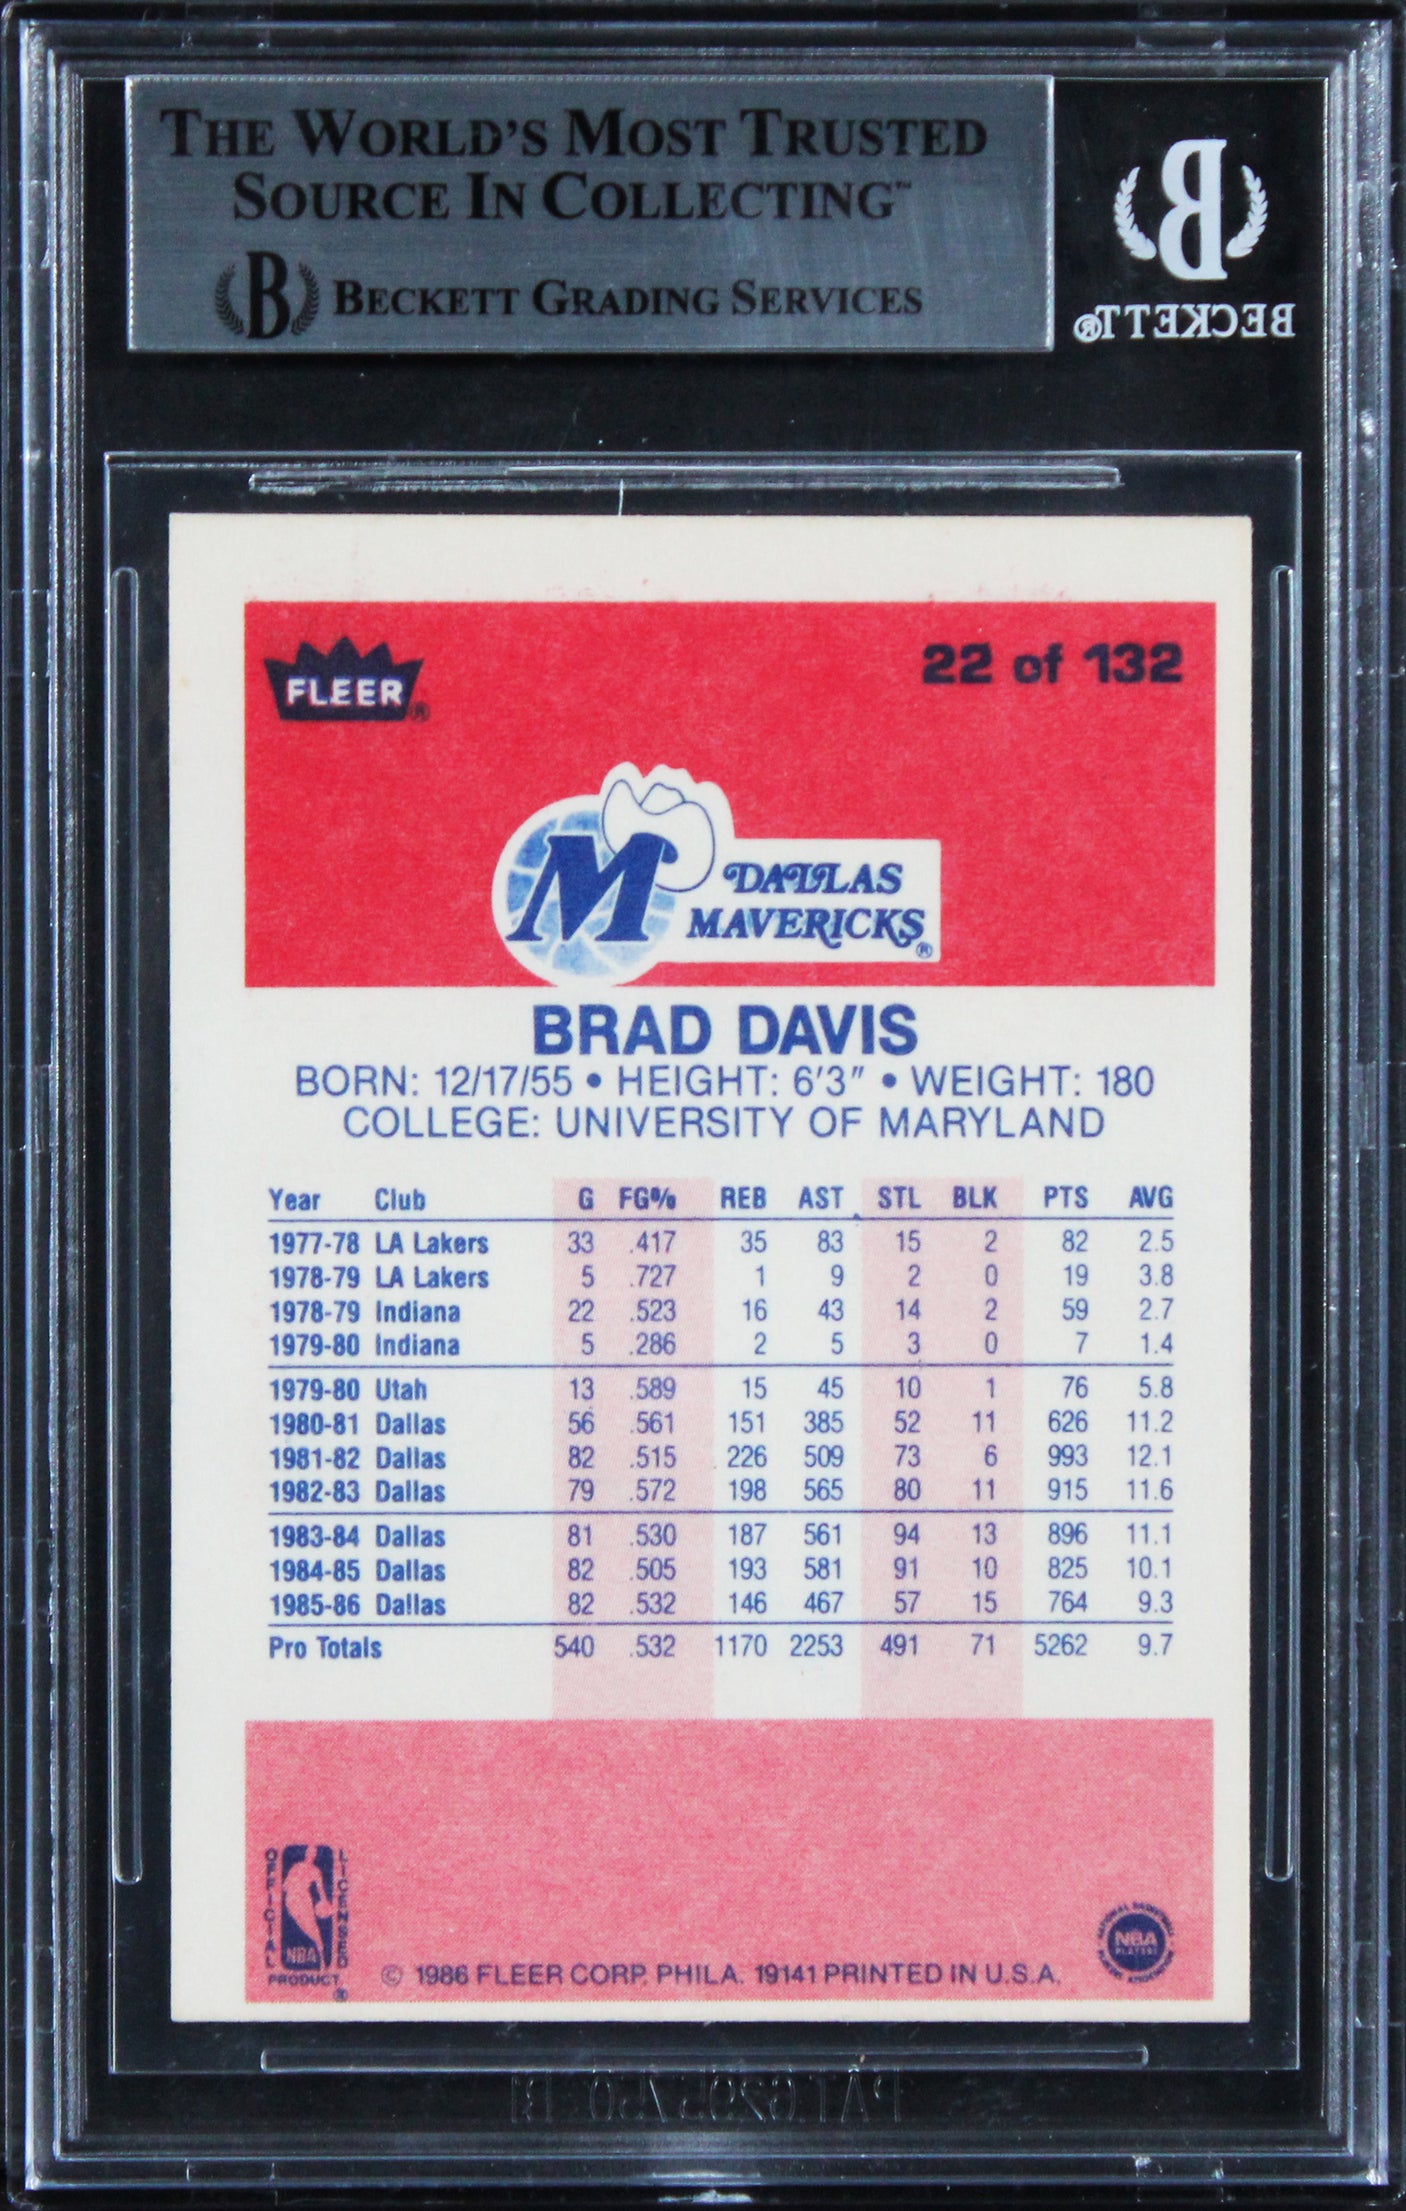 THE WORLD'S MOST TRUSTED
SOURCE IN COLLECTING™
B BECKETT GRADING SERVICES
B
BECKETT®
FLEER®
22 of 132
M DALLAS
MAVERICKS®
BRAD DAVIS
BORN: 12/17/55 • HEIGHT: 6'3" • WEIGHT: 180
COLLEGE: UNIVERSITY OF MARYLAND
Year Club G FG% REB AST STL BLK PTS AVG
1977-78 LA Lakers 33 .417 35 83 15 2 82 2.5
1978-79 LA Lakers 5 .727 1 9 2 0 19 3.8
1978-79 Indiana 22 .523 16 43 14 2 59 2.7
1979-80 Indiana 5 .286 2 5 3 0 7 1.4
1979-80 Utah 13 .589 15 45 10 1 76 5.8
1980-81 Dallas 56 .561 151 385 52 11 626 11.2
1981-82 Dallas 82 .515 226 509 73 6 993 12.1
1982-83 Dallas 79 .572 198 565 80 11 915 11.6
1983-84 Dallas 81 .530 187 561 94 13 896 11.1
1984-85 Dallas 82 .505 193 581 91 10 825 10.1
1985-86 Dallas 82 .532 146 467 57 15 764 9.3
Pro Totals 540 .532 1170 2253 491 71 5262 9.7
OFFICIAL
LICENSED
NBA
PRODUCT®
© 1986 FLEER CORP. PHILA. 19141 PRINTED IN U.S.A.
NATIONAL BASKETBALL
NBA
PLAYERS